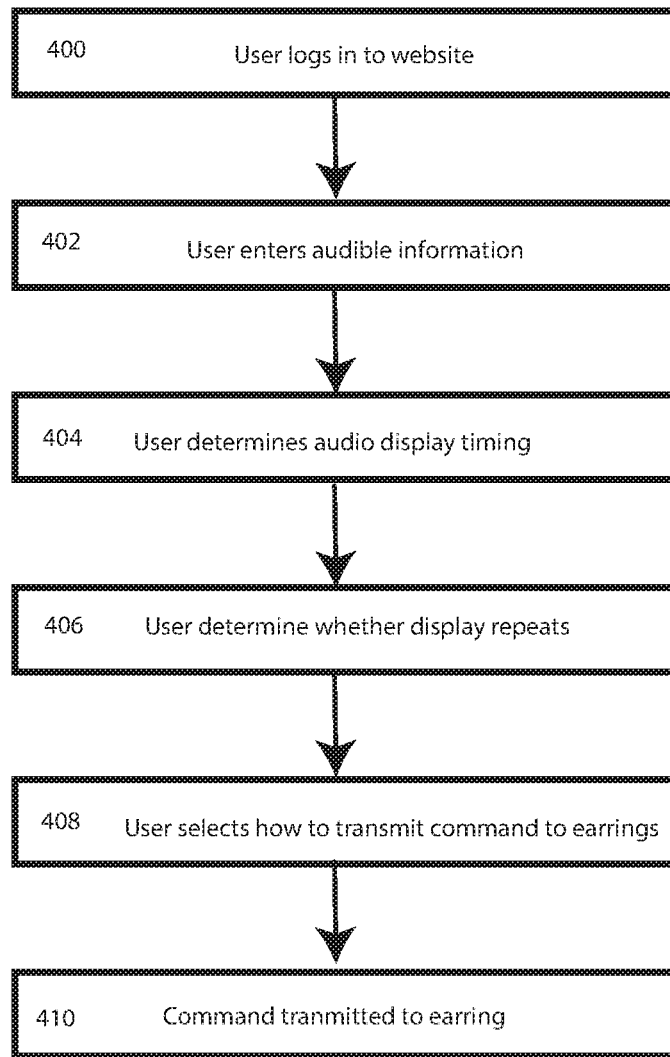 400 User logs in to website
402 User enters audible information
404 User determines audio display timing
406 User determine whether display repeats
408 User selects how to transmit command to earrings
410 Command tranmitted to earring